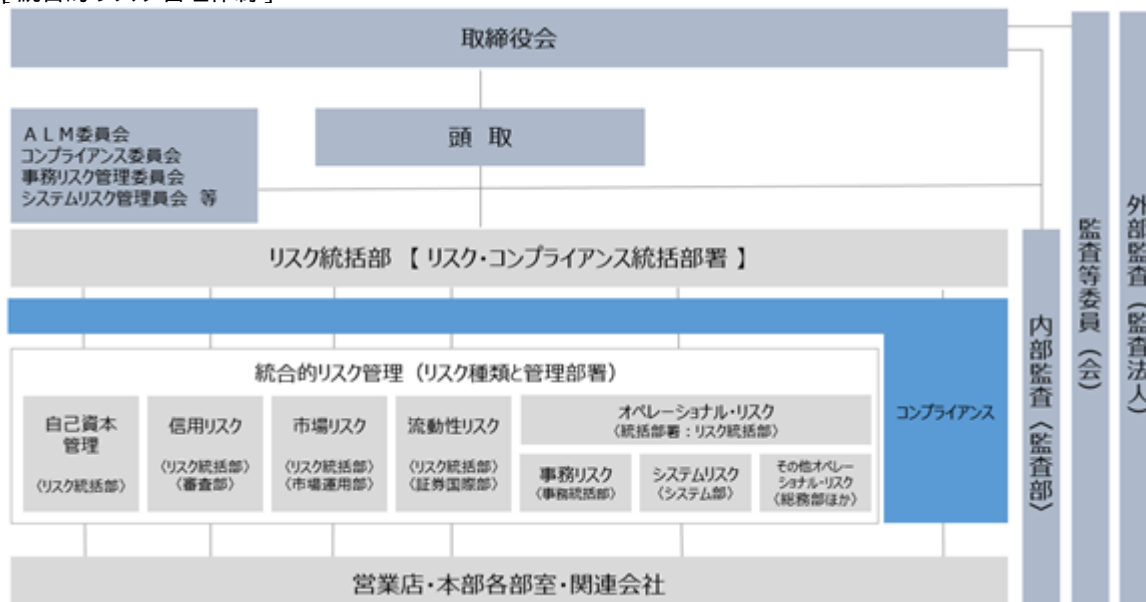 [統合的リスク管理体制]
取締役会
ALM委員会
コンプライアンス委員会
事務リスク管理委員会
システムリスク管理員会 等
頭 取
リスク統括部 【 リスク・コンプライアンス統括部署 】
統合的リスク管理 (リスク種類と管理部署)
自己資本
管理
(リスク統括部)
信用リスク
(リスク統括部)
(審査部)
市場リスク
(リスク統括部)
(市場運用部)
流動性リスク
(リスク統括部)
(証券国際部)
オペレーショナル・リスク
(統括部署:リスク統括部)
事務リスク
(事務統括部)
システムリスク
(システム部)
その他オペレー
ショナル・リスク
(総務部ほか)
コンプライアンス
営業店・本部各部室・関連会社
内部監査〈監査部〉
監査等委員(会)
外部監査(監査法人)